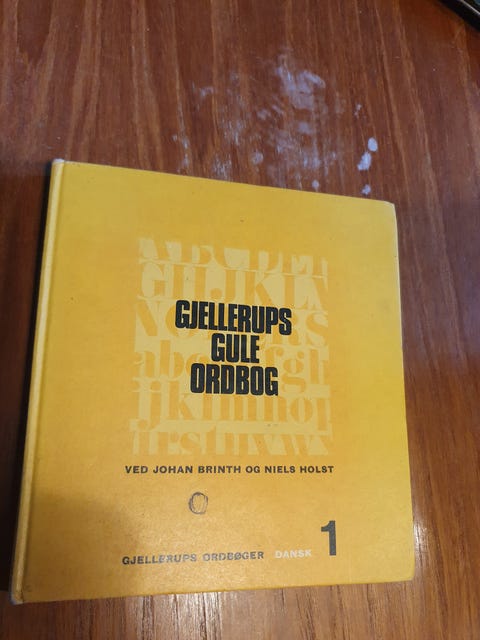 GJELLERUPS
GULE
ORDBOG
VED JOHAN BRINTH OG NIELS HOLST
GJELLERUPS ORDBØGER DANSK 1